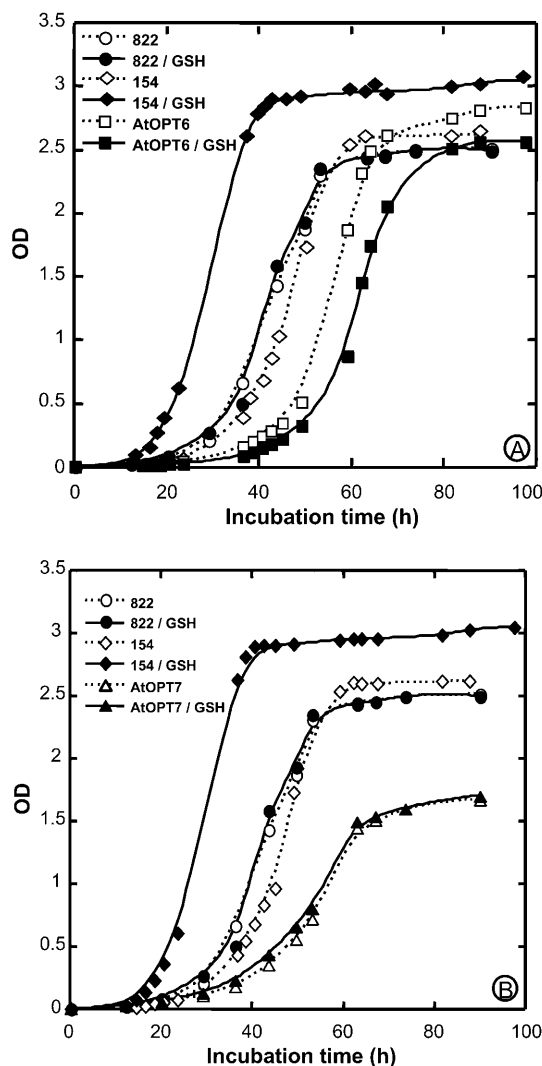 3.5
3
2.5
2
1.5
1
0.5
0
OD
822
822 / GSH
154
154 / GSH
AtOPT6
AtOPT6 / GSH
0 20 40 60 80 100
Incubation time (h)
A
3.5
3
2.5
2
1.5
1
0.5
0
OD
822
822 / GSH
154
154 / GSH
AtOPT7
AtOPT7 / GSH
0 20 40 60 80 100
Incubation time (h)
B